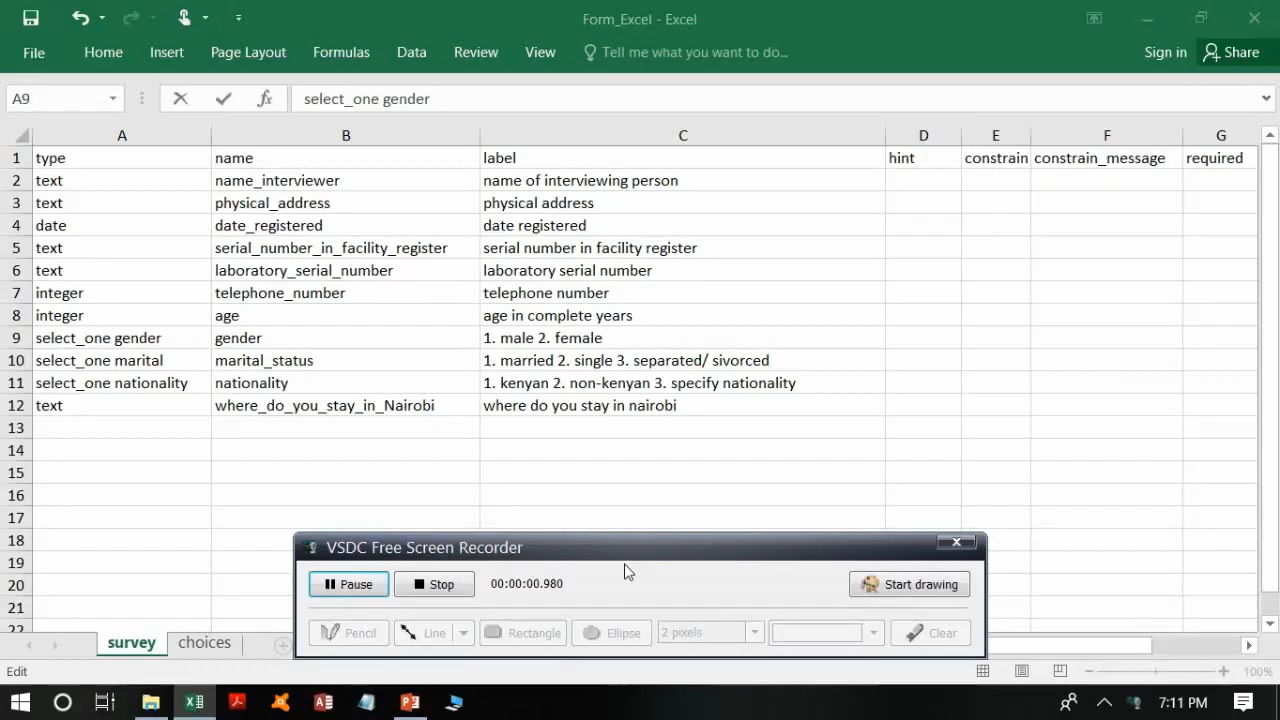 Form_Excel - Excel
File Home Insert Page Layout Formulas Data Review View Tell me what you want to do... Sign in Share
A9 fx select_one gender
A B C D E F G
1 type name label hint constrain constrain_message required
2 text name_interviewer name of interviewing person
3 text physical_address physical address
4 date date_registered date registered
5 text serial_number_in_facility_register serial number in facility register
6 text laboratory_serial_number laboratory serial number
7 integer telephone_number telephone number
8 integer age age in complete years
9 select_one gender gender 1. male 2. female
10 select_one marital marital_status 1. married 2. single 3. separated/ sivorced
11 select_one nationality nationality 1. kenyan 2. non-kenyan 3. specify nationality
12 text where_do_you_stay_in_Nairobi where do you stay in nairobi
13
14
15
16
17
18
19
20
21
22
VSDC Free Screen Recorder
Pause Stop 00:00:00.980 Start drawing
Pencil Line Rectangle Ellipse 2 pixels Clear
survey choices
Edit 100%
7:11 PM